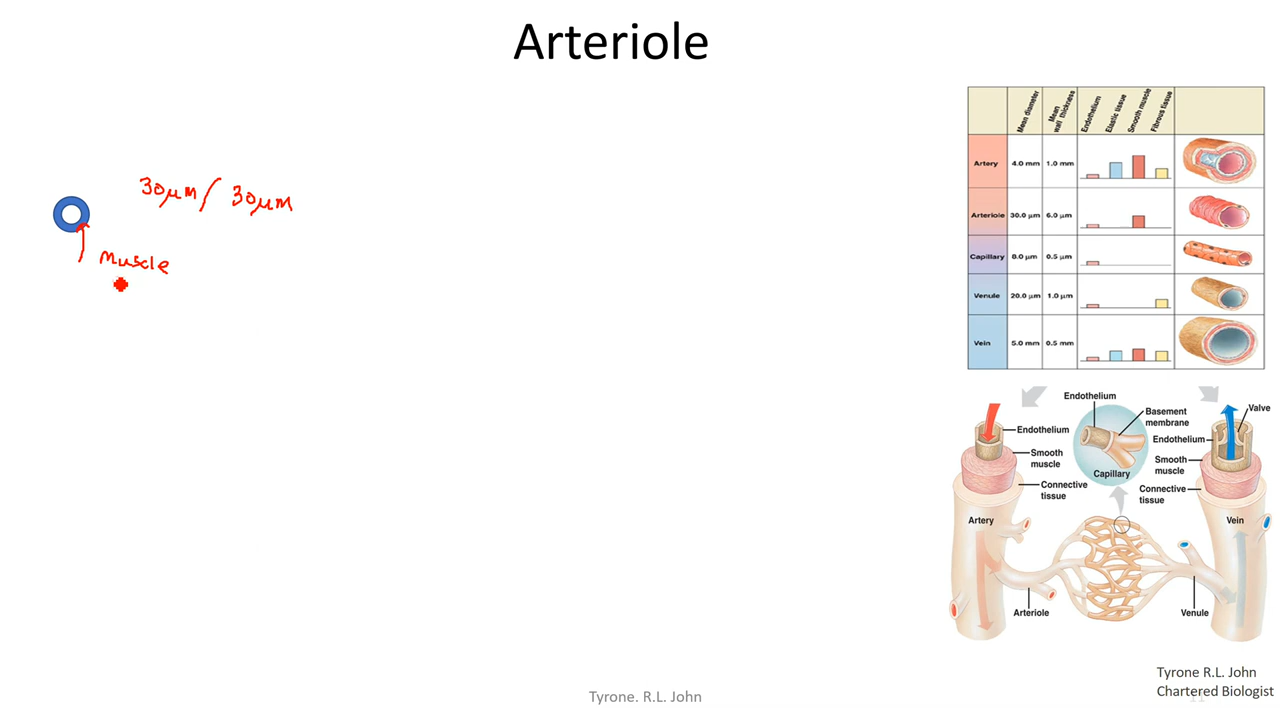 Arteriole
30µm / 30µm
Muscle
Mean diameter
Mean wall thickness
Endothelium
Elastic tissue
Smooth muscle
Fibrous tissue
Artery 4.0 mm 1.0 mm
Arteriole 30.0 µm 6.0 µm
Capillary 8.0 µm 0.5 µm
Venule 20.0 µm 1.0 µm
Vein 5.0 mm 0.5 mm
Endothelium
Valve
Basement
membrane
Endothelium
Endothelium
Smooth
muscle
Smooth
muscle
Capillary
Connective
tissue
Connective
tissue
Artery
Vein
Arteriole
Venule
Tyrone R.L. John
Chartered Biologist
Tyrone. R.L. John